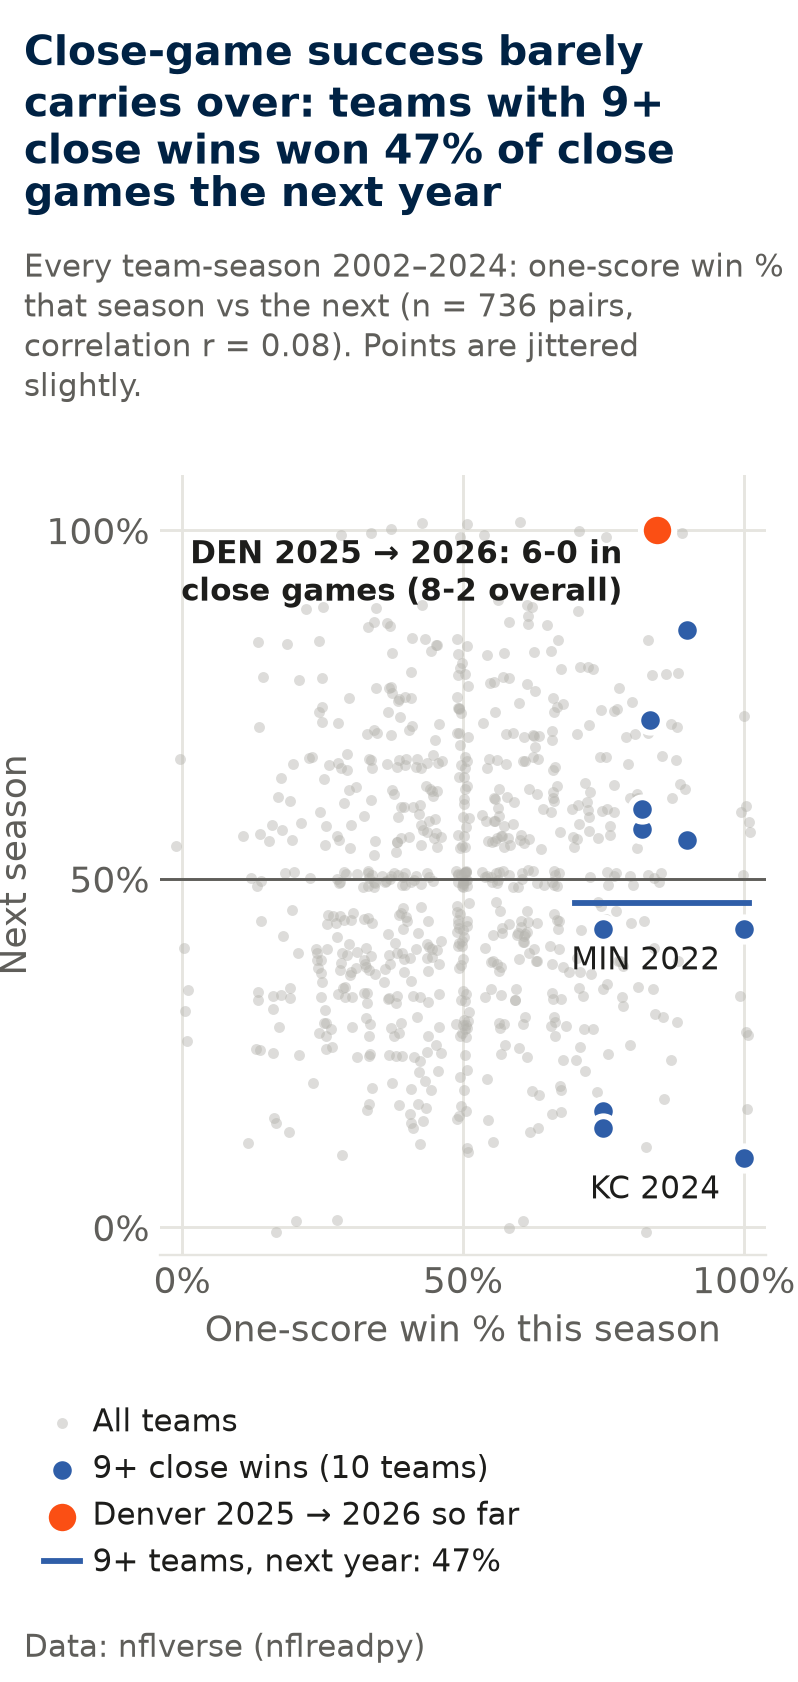 Close-game success barely
carries over: teams with 9+
close wins won 47% of close
games the next year
Every team-season 2002–2024: one-score win %
that season vs the next (n = 736 pairs,
correlation r = 0.08). Points are jittered
slightly.
100%
DEN 2025 → 2026: 6-0 in
close games (8-2 overall)
Next season
50%
MIN 2022
KC 2024
0%
0%
50%
100%
One-score win % this season
All teams
9+ close wins (10 teams)
Denver 2025 → 2026 so far
9+ teams, next year: 47%
Data: nflverse (nflreadpy)